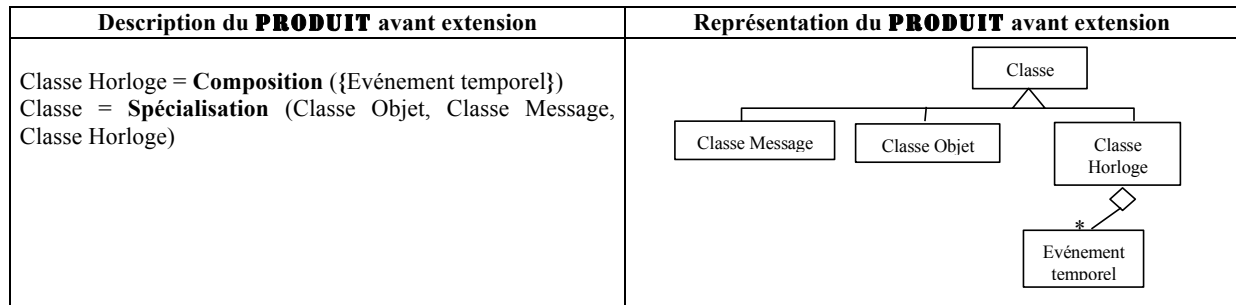 Description du PRODUIT avant extension
Représentation du PRODUIT avant extension
Classe Horloge = Composition ({Evénement temporel})
Classe = Spécialisation (Classe Objet, Classe Message,
Classe Horloge)
Classe
Classe Message
Classe Objet
Classe
Horloge
*
Evénement
temporel